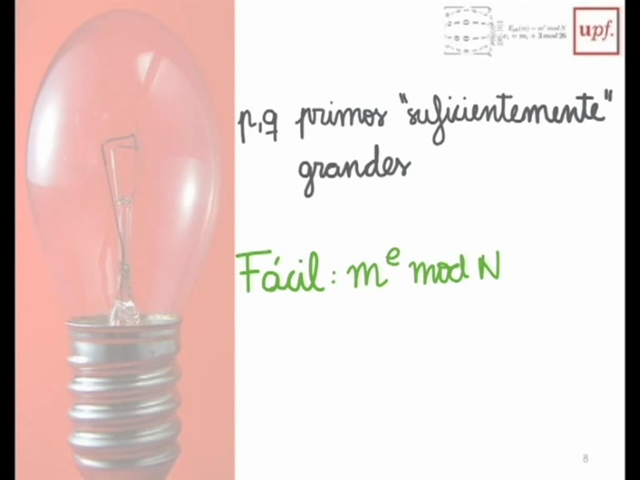 upf.
p,q primos "suficientemente"
grandes
Fácil: m^e mod N
8